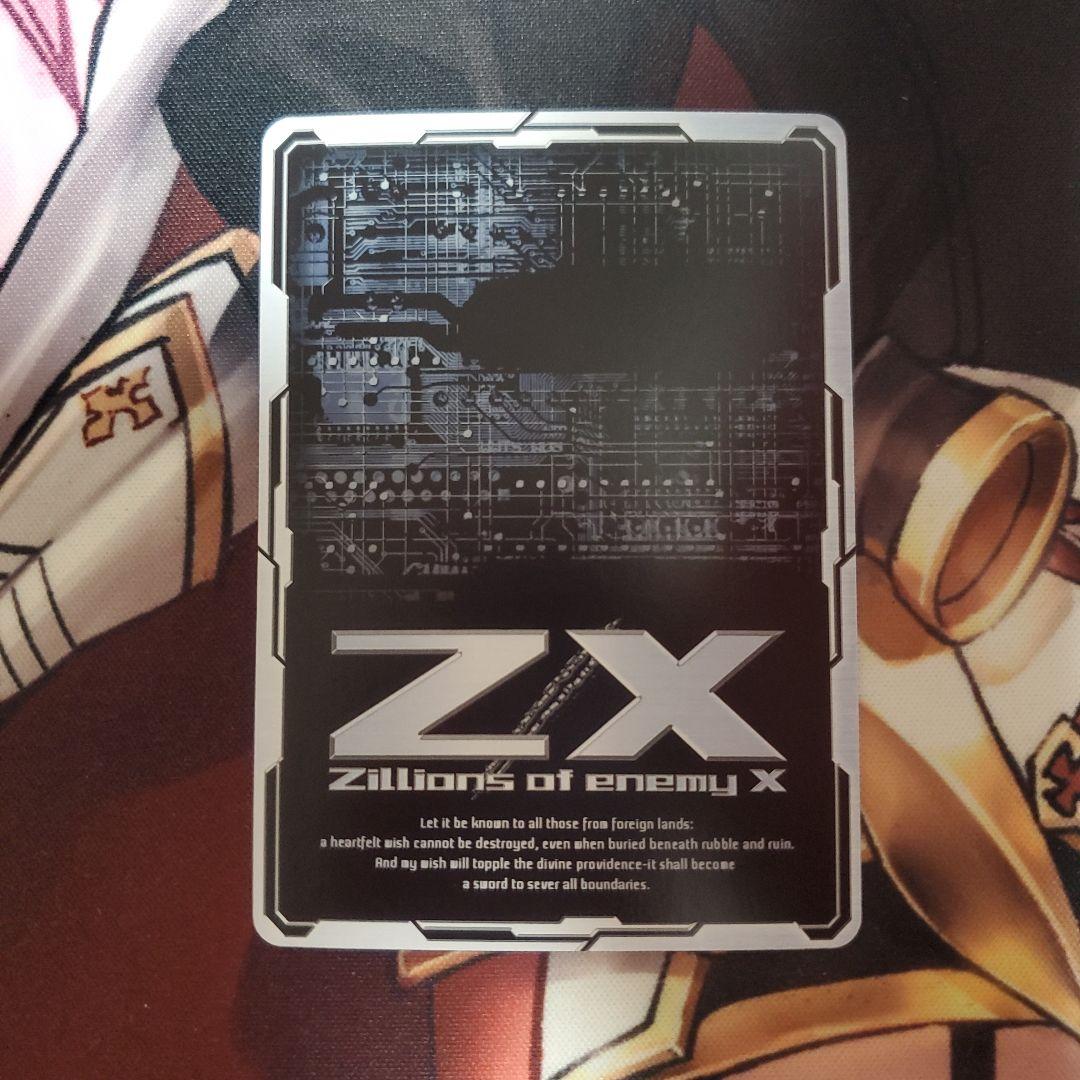 Z/X
Zillions of enemy X
Let it be known to all those from foreign lands:
a heartfelt wish cannot be destroyed, even when buried beneath rubble and ruin.
And my wish will topple the divine providence-it shall become
a sword to sever all boundaries.